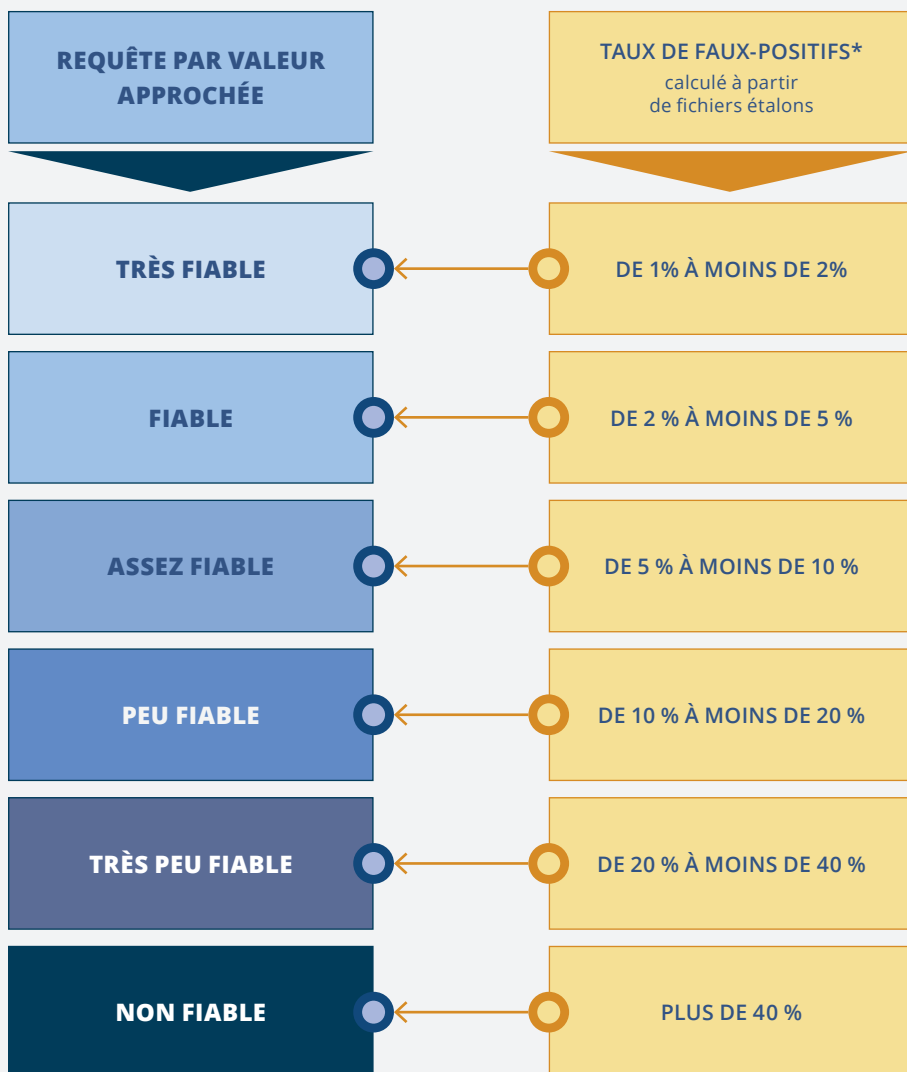 REQUÊTE PAR VALEUR
APPROCHÉE
TAUX DE FAUX-POSITIFS*
calculé à partir
de fichiers étalons
TRÈS FIABLE
DE 1% À MOINS DE 2%
FIABLE
DE 2 % À MOINS DE 5 %
ASSEZ FIABLE
DE 5 % À MOINS DE 10 %
PEU FIABLE
DE 10 % À MOINS DE 20 %
TRÈS PEU FIABLE
DE 20 % À MOINS DE 40 %
NON FIABLE
PLUS DE 40 %